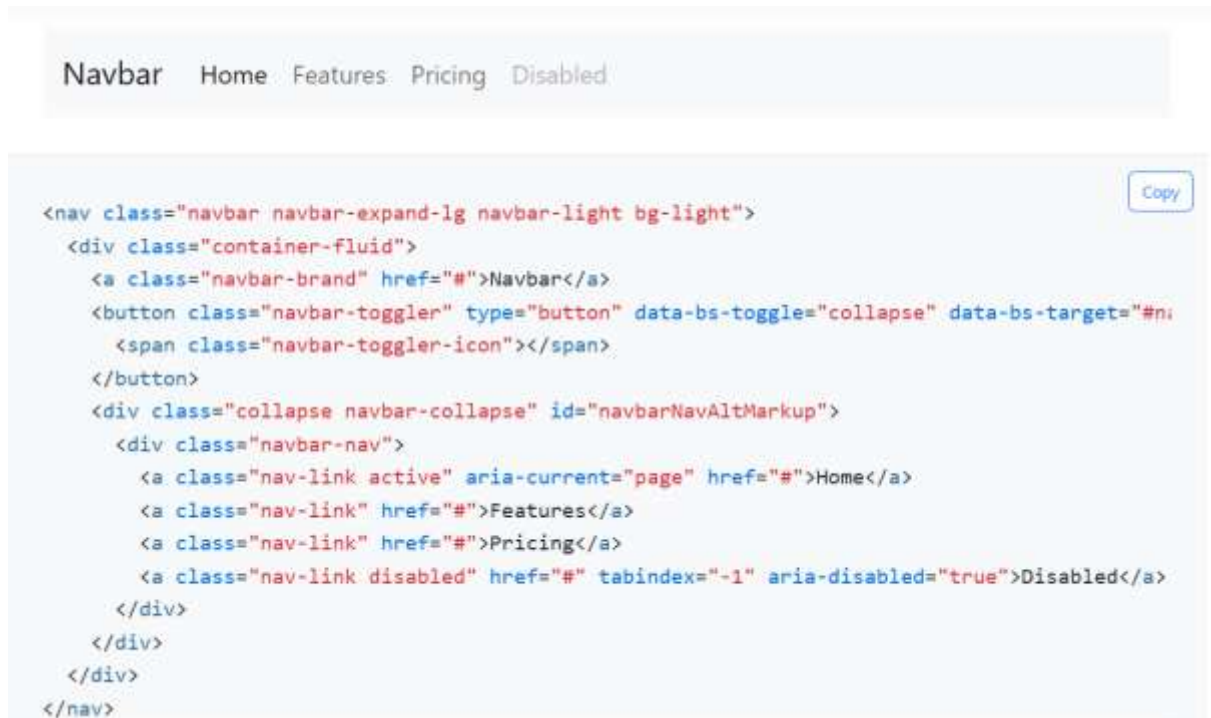 Navbar Home Features Pricing Disabled
Copy
<nav class="navbar navbar-expand-lg navbar-light bg-light">
  <div class="container-fluid">
    <a class="navbar-brand" href="#">Navbar</a>
    <button class="navbar-toggler" type="button" data-bs-toggle="collapse" data-bs-target="#na
      <span class="navbar-toggler-icon"></span>
    </button>
    <div class="collapse navbar-collapse" id="navbarNavAltMarkup">
      <div class="navbar-nav">
        <a class="nav-link active" aria-current="page" href="#">Home</a>
        <a class="nav-link" href="#">Features</a>
        <a class="nav-link" href="#">Pricing</a>
        <a class="nav-link disabled" href="#" tabindex="-1" aria-disabled="true">Disabled</a>
      </div>
    </div>
  </div>
</nav>